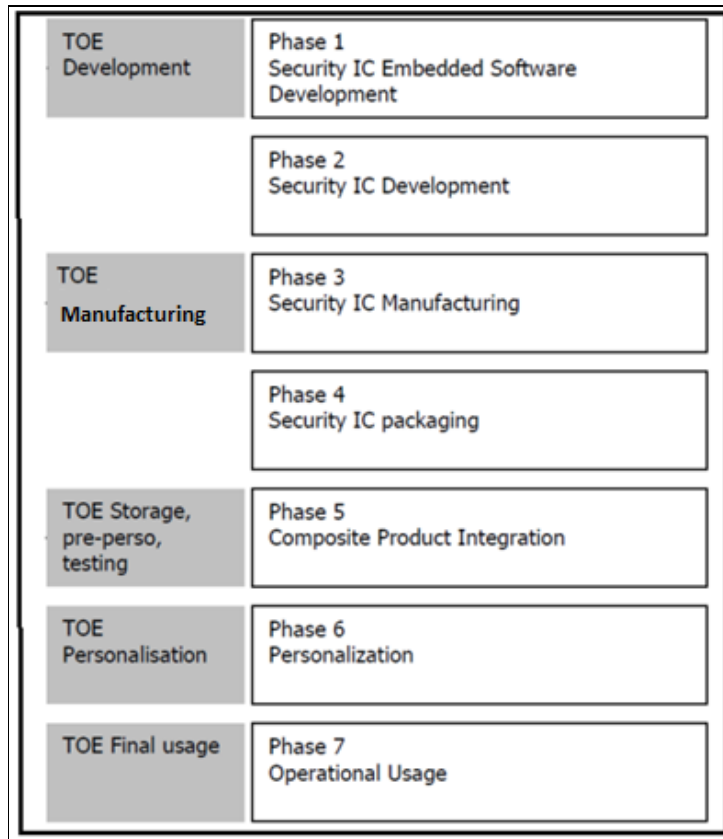 TOE
Development
Phase 1
Security IC Embedded Software
Development
Phase 2
Security IC Development
TOE
Manufacturing
Phase 3
Security IC Manufacturing
Phase 4
Security IC packaging
TOE Storage,
pre-perso,
testing
Phase 5
Composite Product Integration
TOE
Personalisation
Phase 6
Personalization
TOE Final usage
Phase 7
Operational Usage